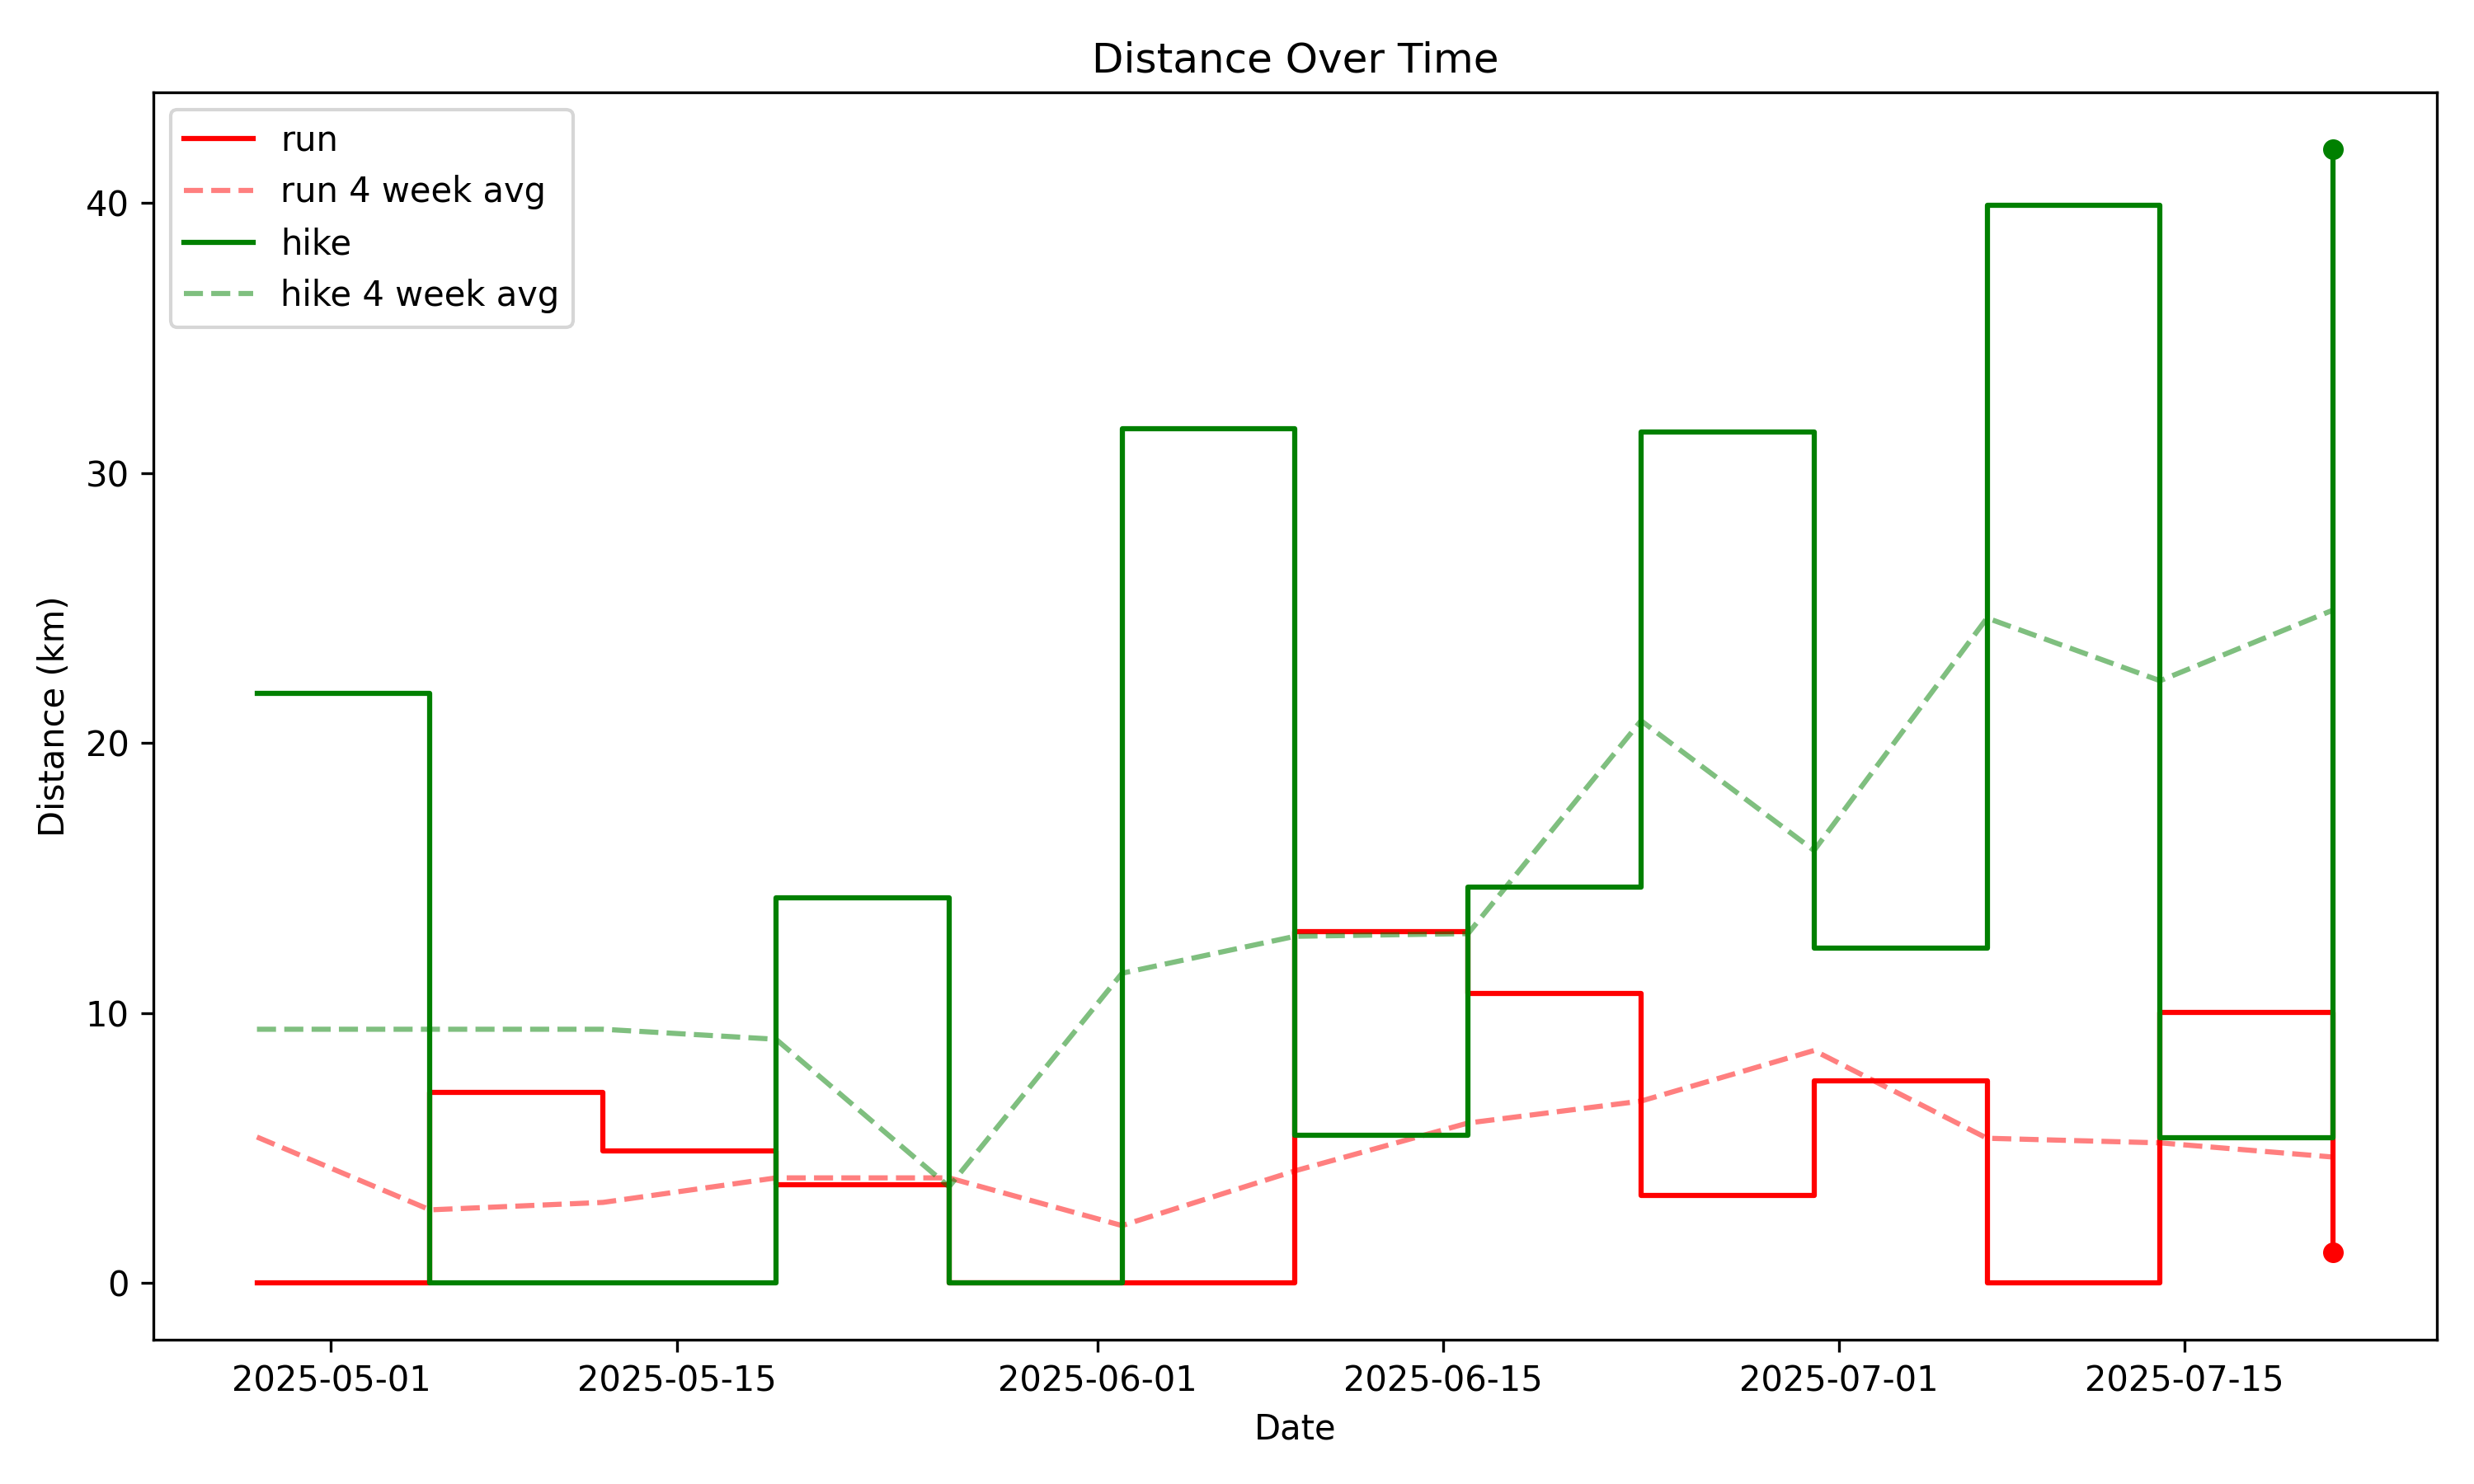 Distance Over Time
run
run 4 week avg
hike
hike 4 week avg
Distance (km)
40
30
20
10
0
2025-05-01 2025-05-15 2025-06-01 2025-06-15 2025-07-01 2025-07-15
Date